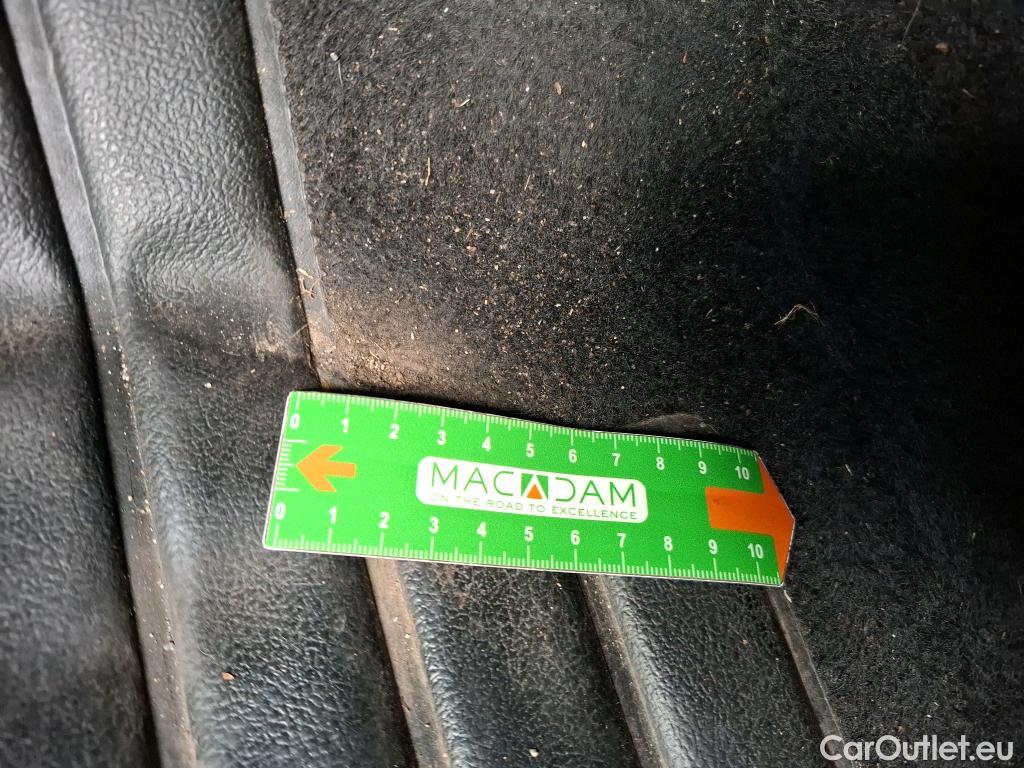 0 1 2 3 4 5 6 7 8 9 10
MACADAM
ON THE ROAD TO EXCELLENCE
0 1 2 3 4 5 6 7 8 9 10
CarOutlet.eu